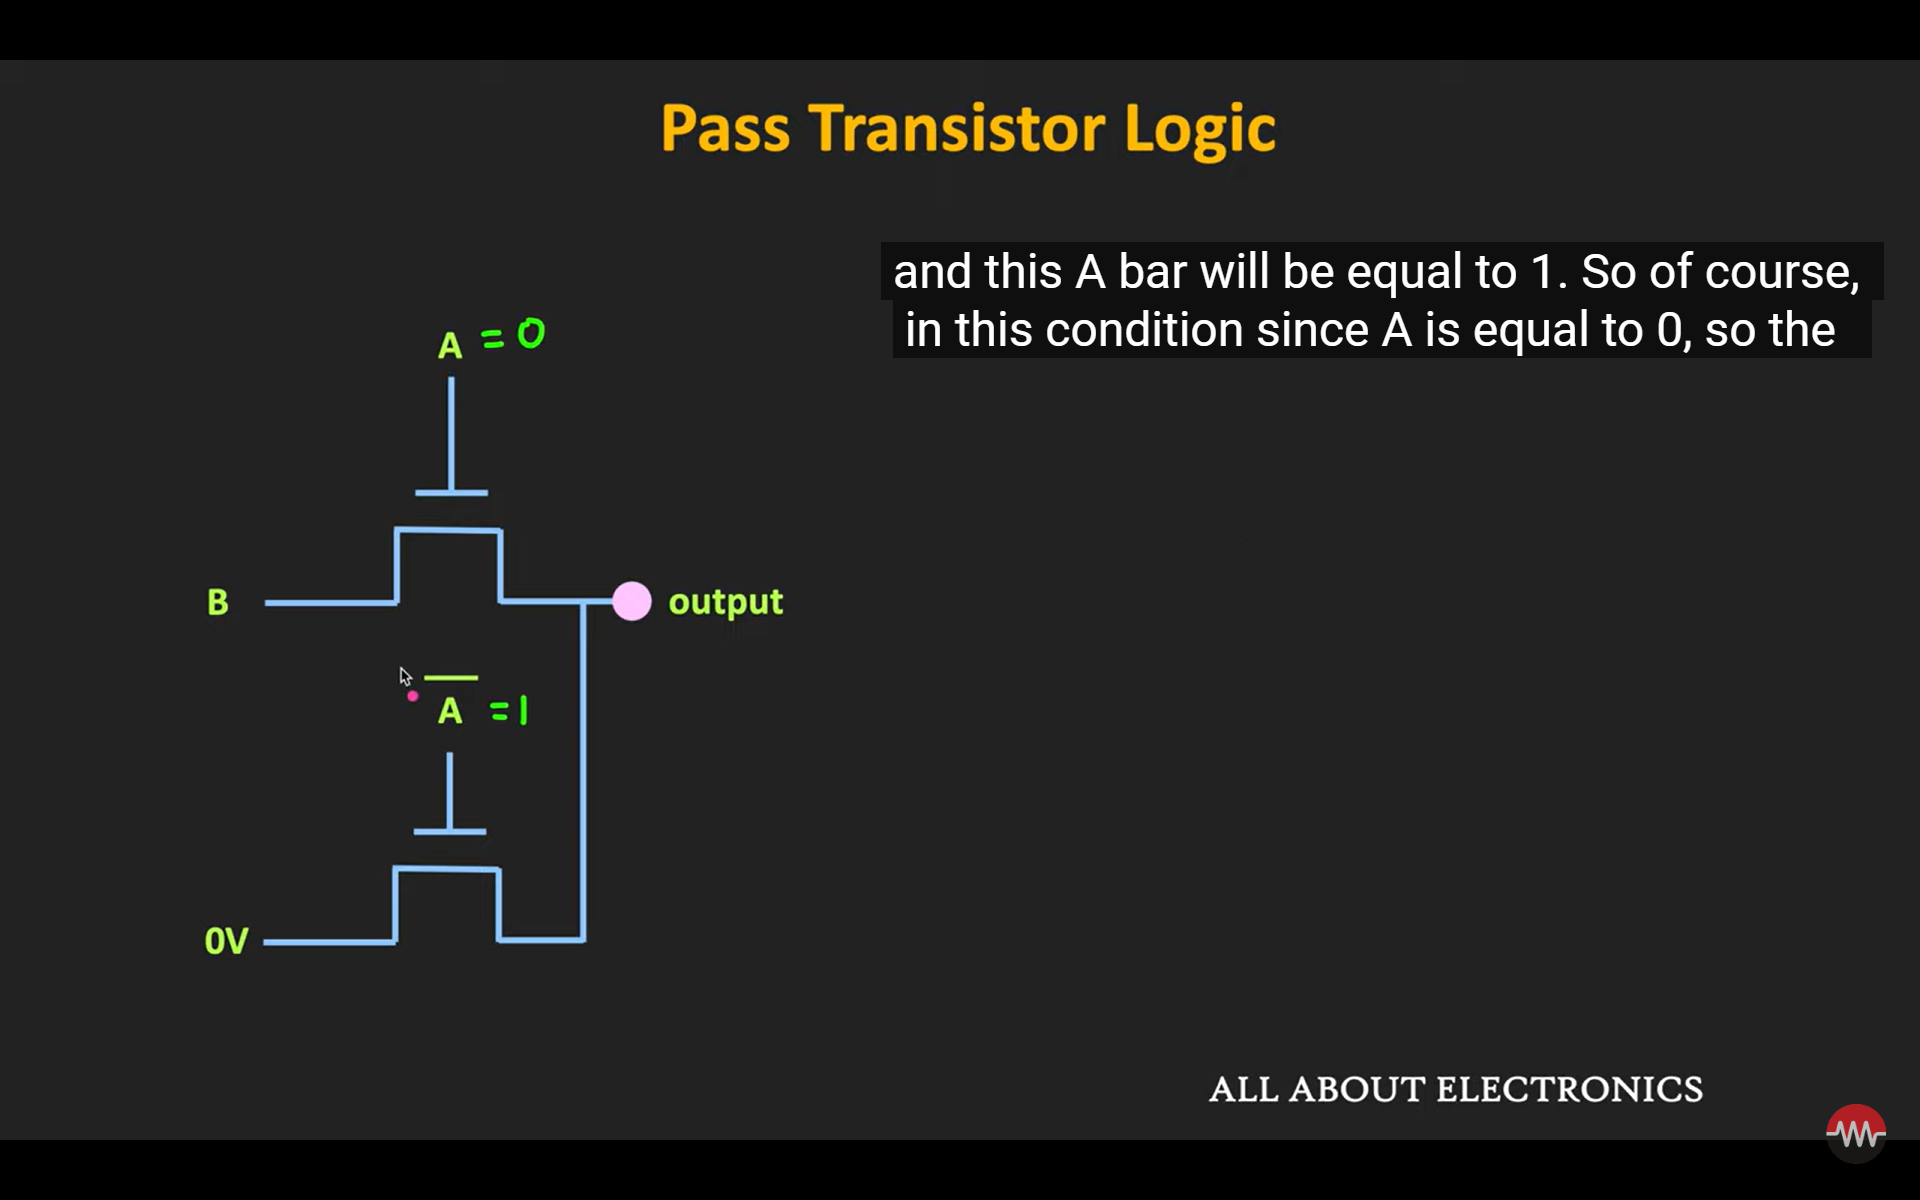 Pass Transistor Logic
and this A bar will be equal to 1. So of course,
in this condition since A is equal to 0, so the
A = 0
B
output
A̅ = 1
0V
ALL ABOUT ELECTRONICS